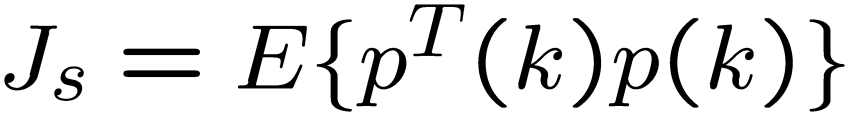 $J_s = E\{p^T(k)p(k)\}$